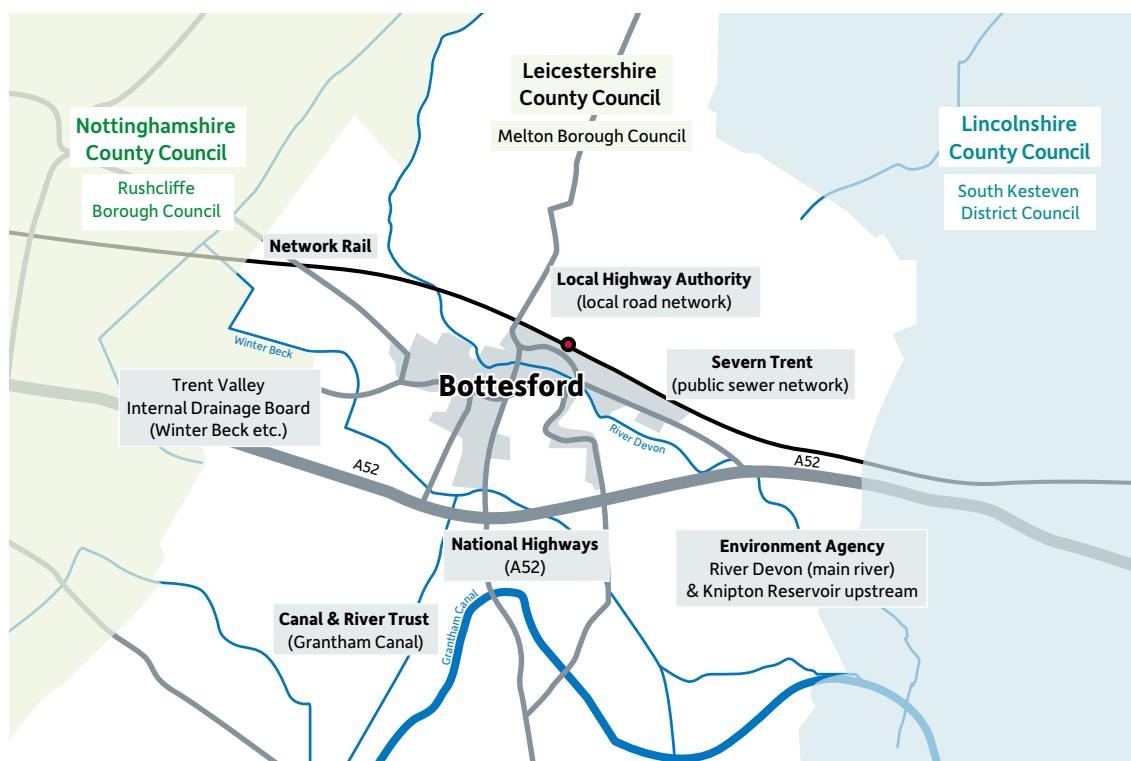 Leicestershire
County Council
Melton Borough Council
Nottinghamshire
County Council
Rushcliffe
Borough Council
Lincolnshire
County Council
South Kesteven
District Council
Network Rail
Local Highway Authority
(local road network)
Winter Beck
Severn Trent
(public sewer network)
Bottesford
Trent Valley
Internal Drainage Board
(Winter Beck etc.)
River Devon
A52
A52
National Highways
(A52)
Environment Agency
River Devon (main river)
& Knipton Reservoir upstream
Canal & River Trust
(Grantham Canal)
Grantham Canal